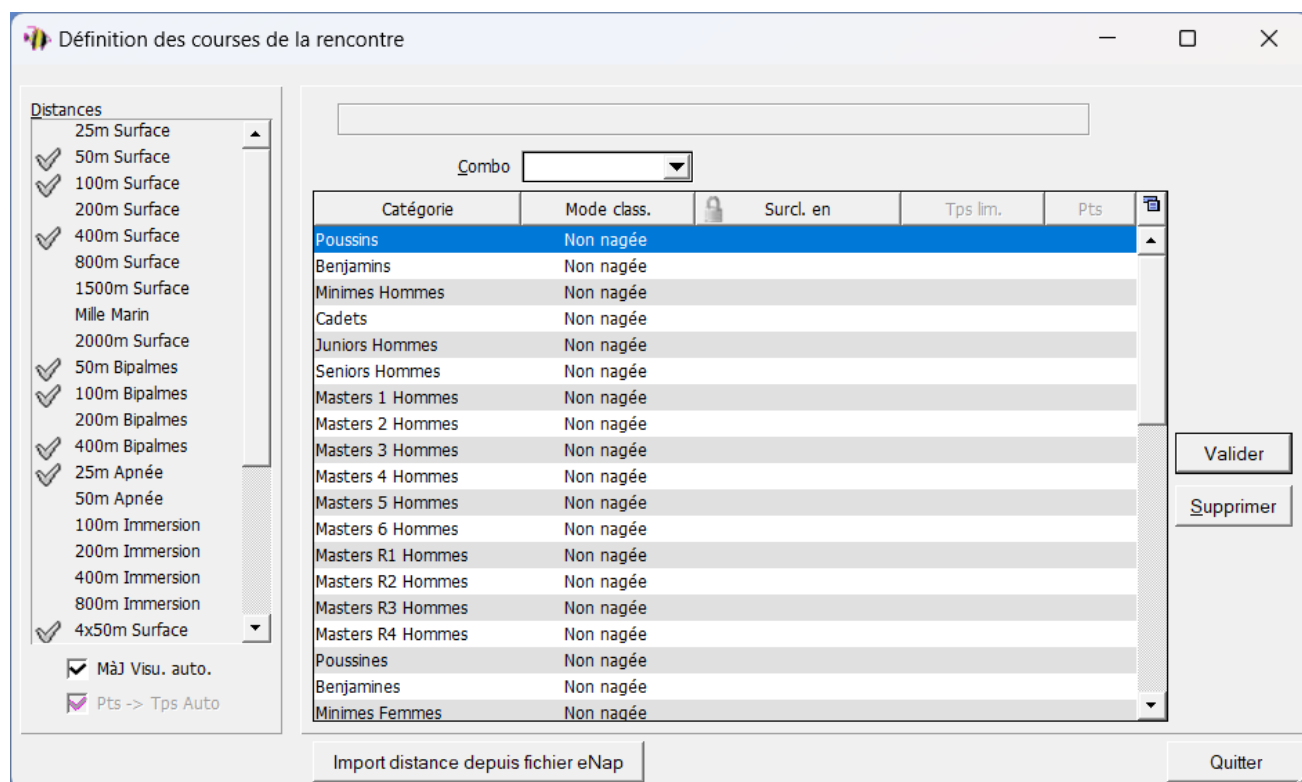 Définition des courses de la rencontre
Distances
25m Surface
50m Surface
100m Surface
200m Surface
400m Surface
800m Surface
1500m Surface
Mille Marin
2000m Surface
50m Bipalmes
100m Bipalmes
200m Bipalmes
400m Bipalmes
25m Apnée
50m Apnée
100m Immersion
200m Immersion
400m Immersion
800m Immersion
4x50m Surface
MàJ Visu. auto.
Pts -> Tps Auto
Combo
Catégorie Mode class. Surcl. en Tps lim. Pts
Poussins Non nagée
Benjamins Non nagée
Minimes Hommes Non nagée
Cadets Non nagée
Juniors Hommes Non nagée
Seniors Hommes Non nagée
Masters 1 Hommes Non nagée
Masters 2 Hommes Non nagée
Masters 3 Hommes Non nagée
Masters 4 Hommes Non nagée
Masters 5 Hommes Non nagée
Masters 6 Hommes Non nagée
Masters R1 Hommes Non nagée
Masters R2 Hommes Non nagée
Masters R3 Hommes Non nagée
Masters R4 Hommes Non nagée
Poussines Non nagée
Benjamines Non nagée
Minimes Femmes Non nagée
Valider
Supprimer
Import distance depuis fichier eNap
Quitter